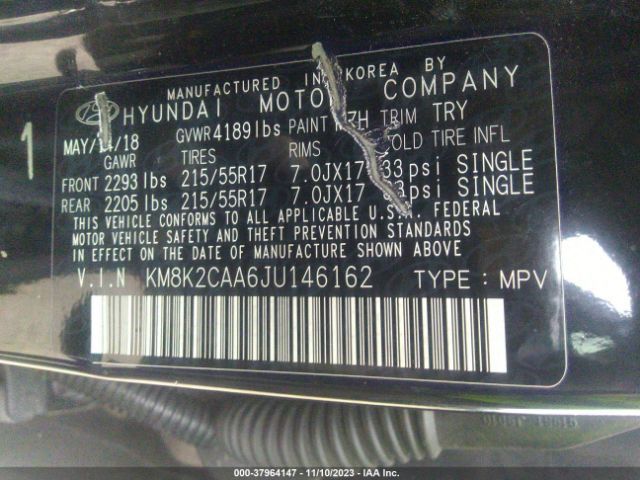 MANUFACTURED IN KOREA BY
HYUNDAI MOTOR COMPANY
1
MAY/14/18 GVWR 4189 lbs PAINT TRIM TRY
GAWR TIRES RIMS COLD TIRE INFL
FRONT 2293 lbs 215/55R17 7.0JX17 33 psi SINGLE
REAR 2205 lbs 215/55R17 7.0JX17 psi SINGLE
THIS VEHICLE CONFORMS TO ALL APPLICABLE U.S.A. FEDERAL
MOTOR VEHICLE SAFETY AND THEFT PREVENTION STANDARDS
IN EFFECT ON THE DATE OF MANUFACTURE SHOWN ABOVE
V.I.N KM8K2CAA6JU146162 TYPE : MPV
000-37964147 — 11/10/2023 — IAA Inc.